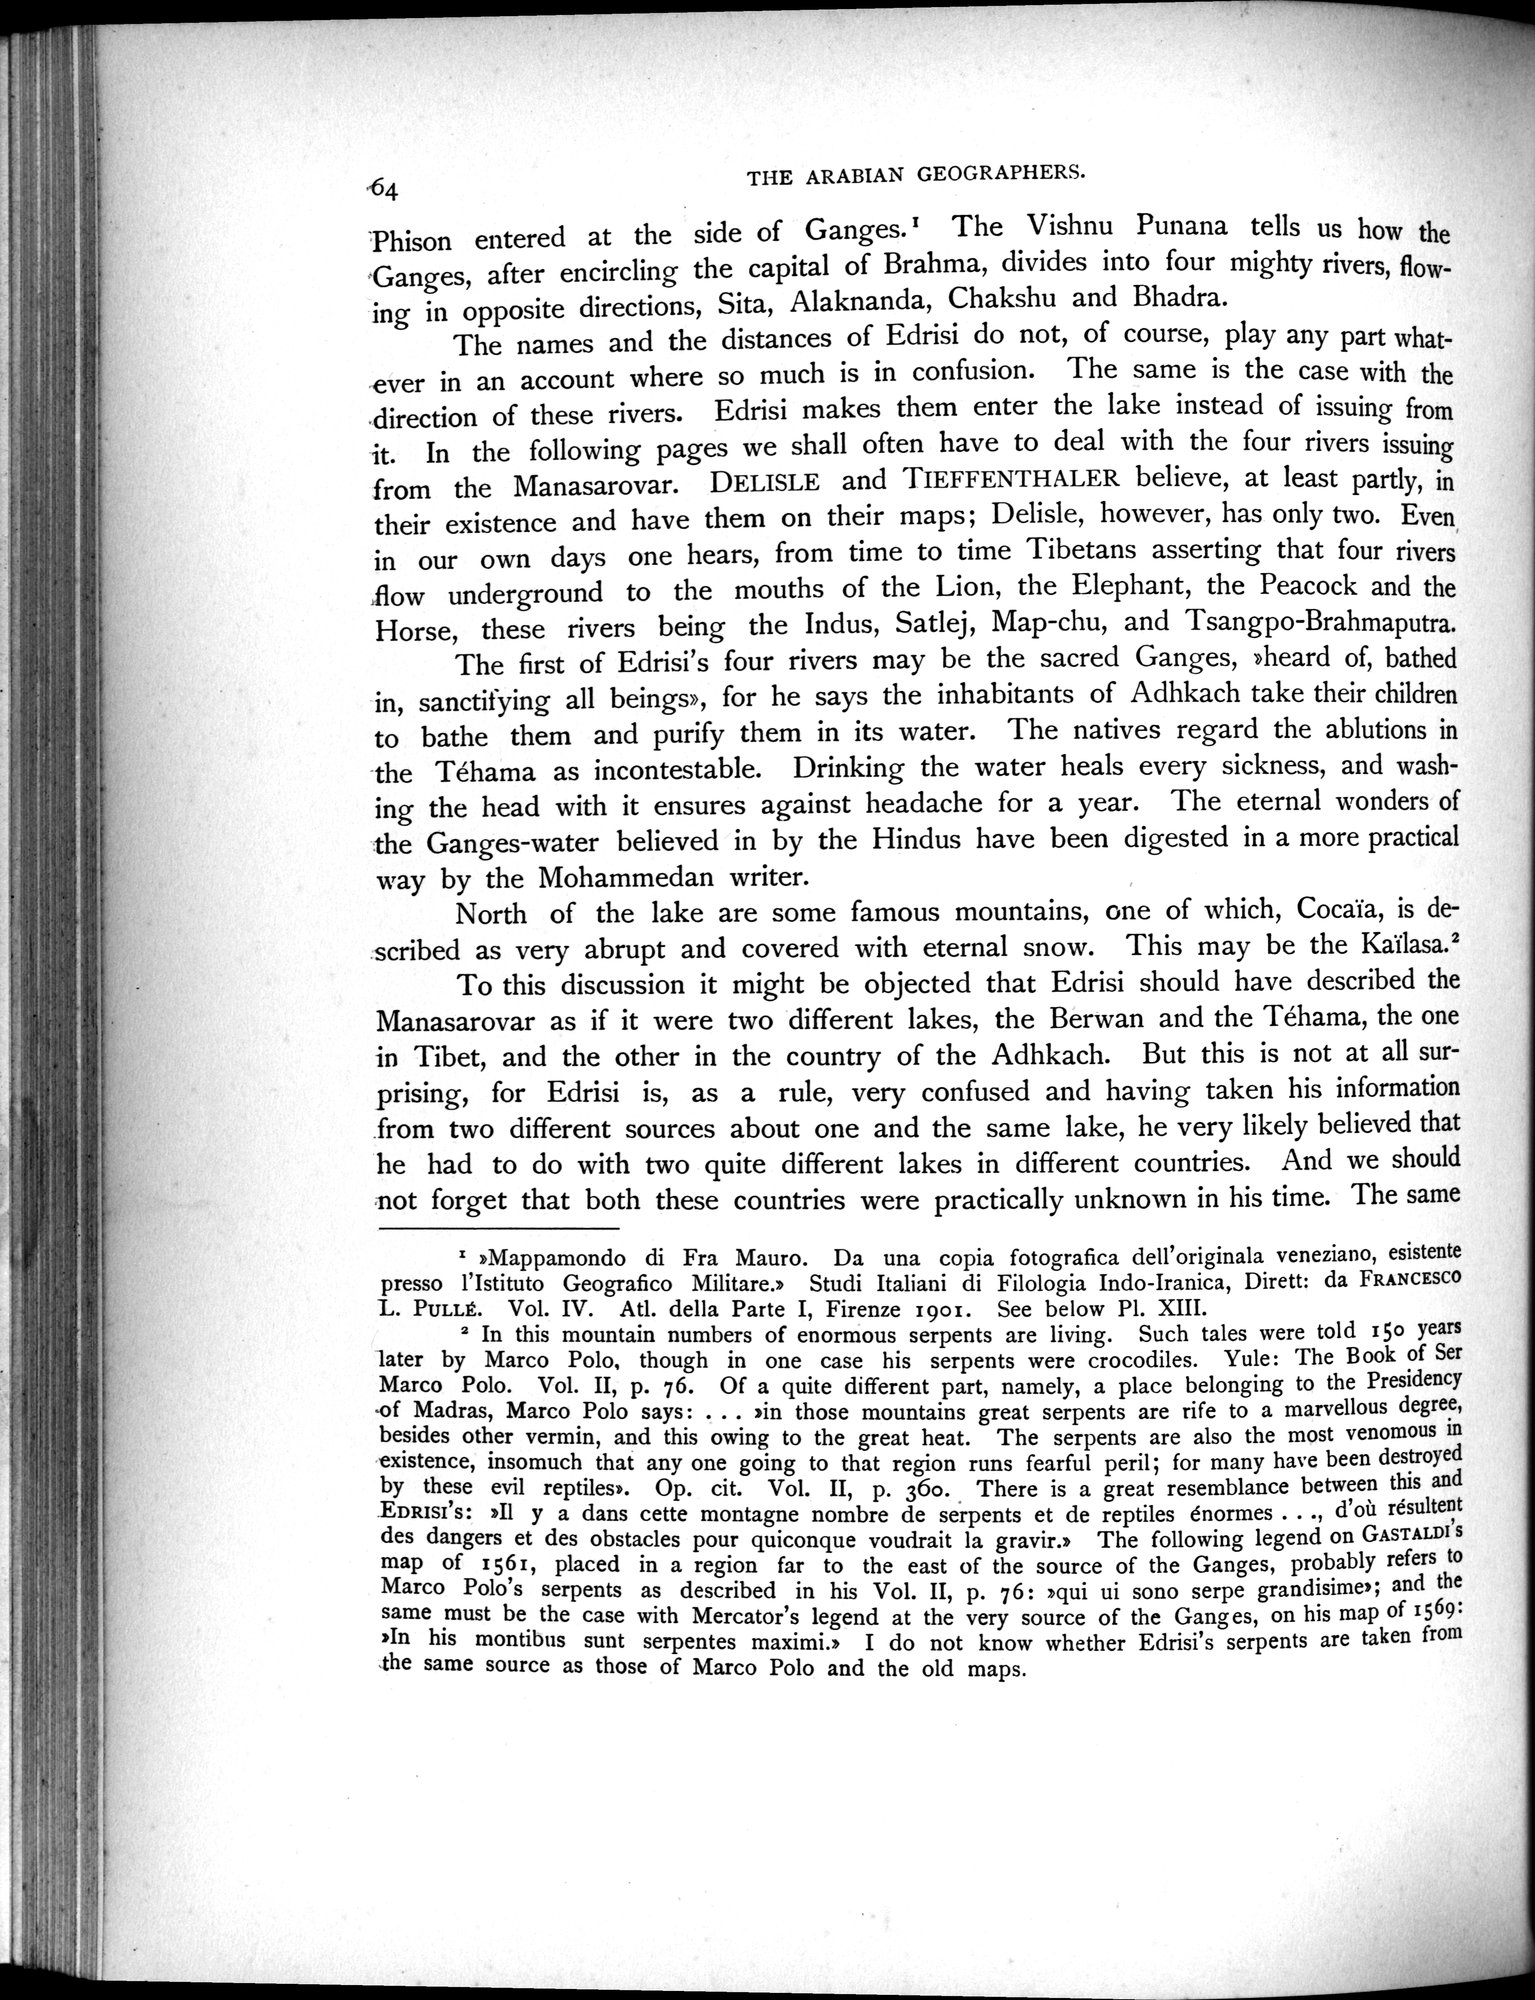 64
THE ARABIAN GEOGRAPHERS.
Phison entered at the side of Ganges.¹ The Vishnu Punana tells us how the
Ganges, after encircling the capital of Brahma, divides into four mighty rivers, flow-
ing in opposite directions, Sita, Alaknanda, Chakshu and Bhadra.
The names and the distances of Edrisi do not, of course, play any part what-
ever in an account where so much is in confusion. The same is the case with the
direction of these rivers. Edrisi makes them enter the lake instead of issuing from
it. In the following pages we shall often have to deal with the four rivers issuing
from the Manasarovar. DELISLE and TIEFFENTHALER believe, at least partly, in
their existence and have them on their maps; Delisle, however, has only two. Even
in our own days one hears, from time to time Tibetans asserting that four rivers
flow underground to the mouths of the Lion, the Elephant, the Peacock and the
Horse, these rivers being the Indus, Satlej, Map-chu, and Tsangpo-Brahmaputra.
The first of Edrisi's four rivers may be the sacred Ganges, »heard of, bathed
in, sanctifying all beings», for he says the inhabitants of Adhkach take their children
to bathe them and purify them in its water. The natives regard the ablutions in
the Téhama as incontestable. Drinking the water heals every sickness, and wash-
ing the head with it ensures against headache for a year. The eternal wonders of
the Ganges-water believed in by the Hindus have been digested in a more practical
way by the Mohammedan writer.
North of the lake are some famous mountains, one of which, Cocaïa, is de-
scribed as very abrupt and covered with eternal snow. This may be the Kaïlasa.²
To this discussion it might be objected that Edrisi should have described the
Manasarovar as if it were two different lakes, the Berwan and the Téhama, the one
in Tibet, and the other in the country of the Adhkach. But this is not at all sur-
prising, for Edrisi is, as a rule, very confused and having taken his information
from two different sources about one and the same lake, he very likely believed that
he had to do with two quite different lakes in different countries. And we should
not forget that both these countries were practically unknown in his time. The same
¹ »Mappamondo di Fra Mauro. Da una copia fotografica dell'originala veneziano, esistente
presso l'Istituto Geografico Militare.» Studi Italiani di Filologia Indo-Iranica, Dirett: da FRANCESCO
L. PULLÉ. Vol. IV. Atl. della Parte I, Firenze 1901. See below Pl. XIII.
² In this mountain numbers of enormous serpents are living. Such tales were told 150 years
later by Marco Polo, though in one case his serpents were crocodiles. Yule: The Book of Ser
Marco Polo. Vol. II, p. 76. Of a quite different part, namely, a place belonging to the Presidency
of Madras, Marco Polo says: . . . »in those mountains great serpents are rife to a marvellous degree,
besides other vermin, and this owing to the great heat. The serpents are also the most venomous in
existence, insomuch that any one going to that region runs fearful peril; for many have been destroyed
by these evil reptiles». Op. cit. Vol. II, p. 360. There is a great resemblance between this and
EDRISI's: »Il y a dans cette montagne nombre de serpents et de reptiles énormes . . ., d'où résultent
des dangers et des obstacles pour quiconque voudrait la gravir.» The following legend on GASTALDI's
map of 1561, placed in a region far to the east of the source of the Ganges, probably refers to
Marco Polo's serpents as described in his Vol. II, p. 76: »qui ui sono serpe grandisime»; and the
same must be the case with Mercator's legend at the very source of the Ganges, on his map of 1569:
»In his montibus sunt serpentes maximi.» I do not know whether Edrisi's serpents are taken from
the same source as those of Marco Polo and the old maps.